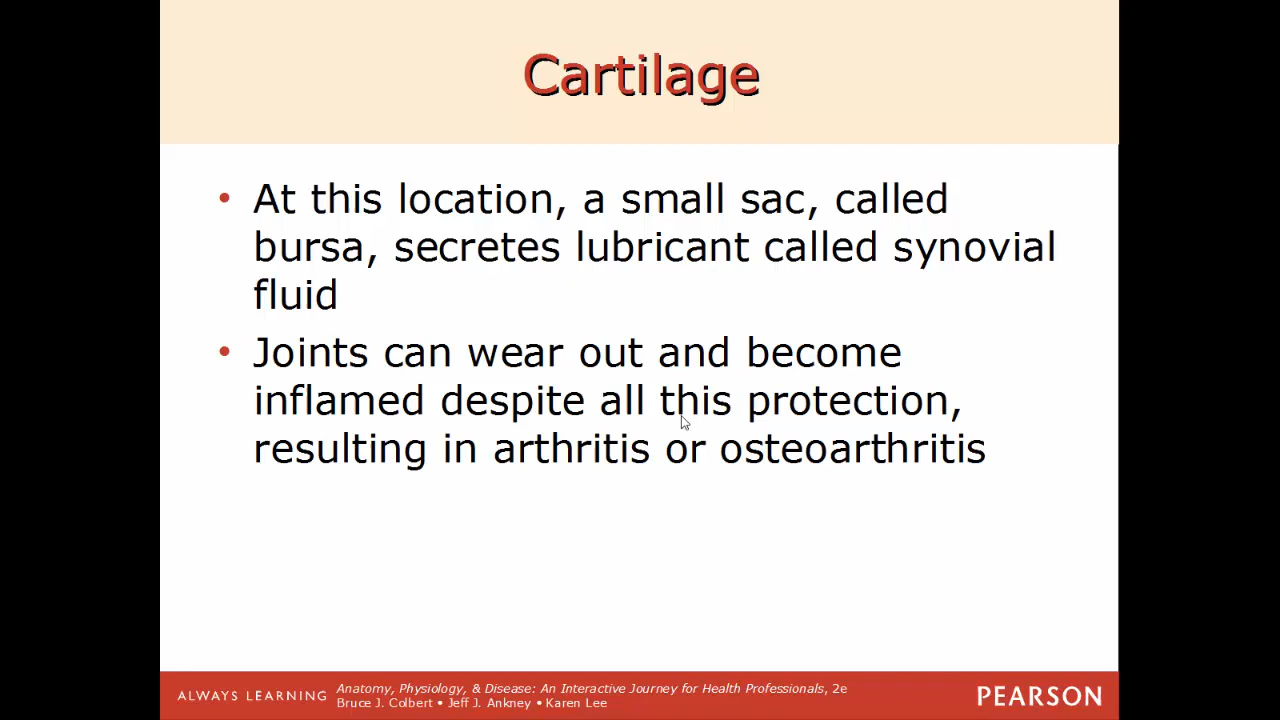 Cartilage
• At this location, a small sac, called
bursa, secretes lubricant called synovial
fluid
• Joints can wear out and become
inflamed despite all this protection,
resulting in arthritis or osteoarthritis
ALWAYS LEARNING
Anatomy, Physiology, & Disease: An Interactive Journey for Health Professionals, 2e
Bruce J. Colbert • Jeff J. Ankney • Karen Lee
PEARSON